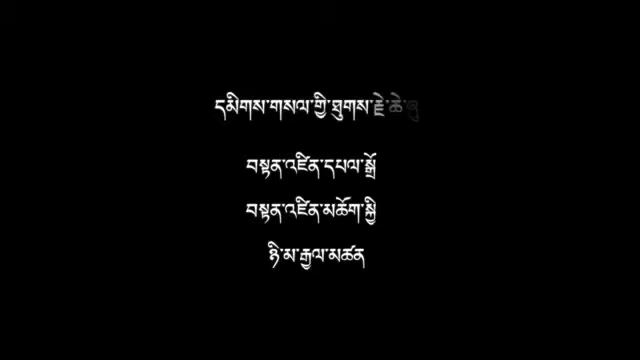 དམིགས་གསལ་གྱི་ཐུགས་རྗེ་ཆེ་ཞུ
བསྟན་འཛིན་དཔལ་སྒྲོ
བསྟན་འཛིན་མཆོག་སྐྱི
ཉི་མ་རྒྱལ་མཚན